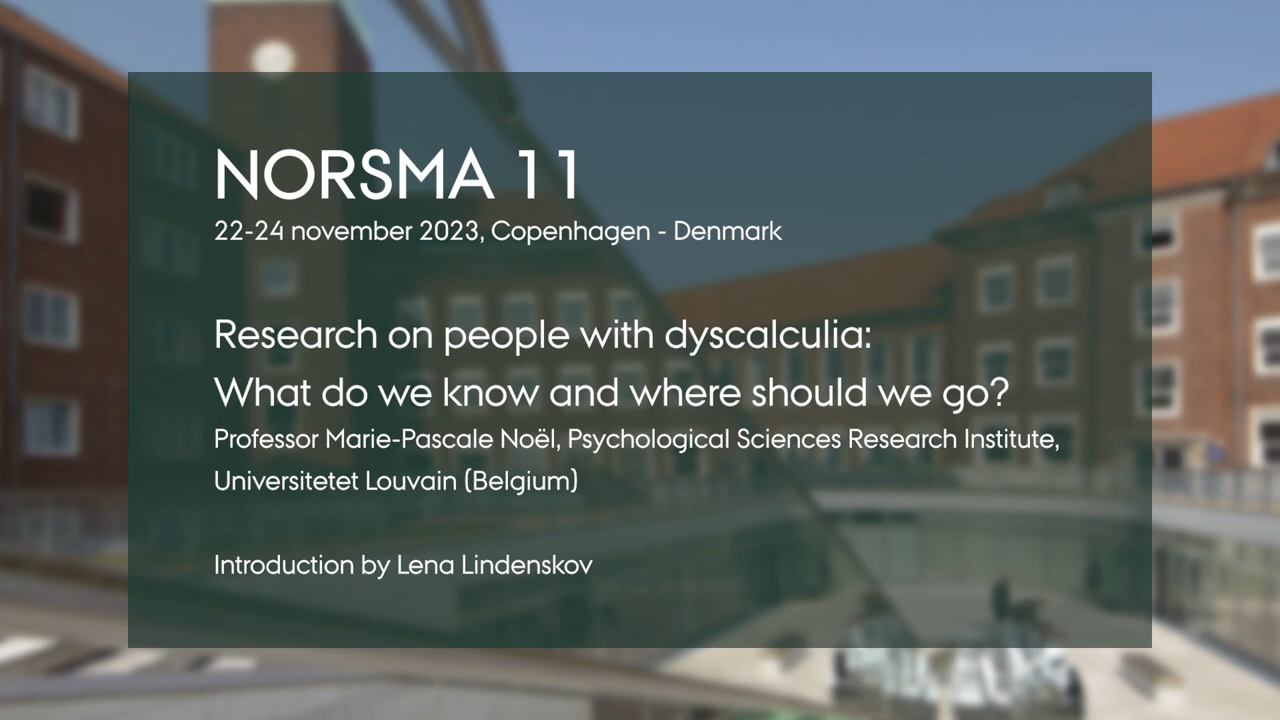 NORSMA 11
22-24 november 2023, Copenhagen - Denmark
Research on people with dyscalculia:
What do we know and where should we go?
Professor Marie-Pascale Noël, Psychological Sciences Research Institute,
Universitetet Louvain (Belgium)
Introduction by Lena Lindenskov